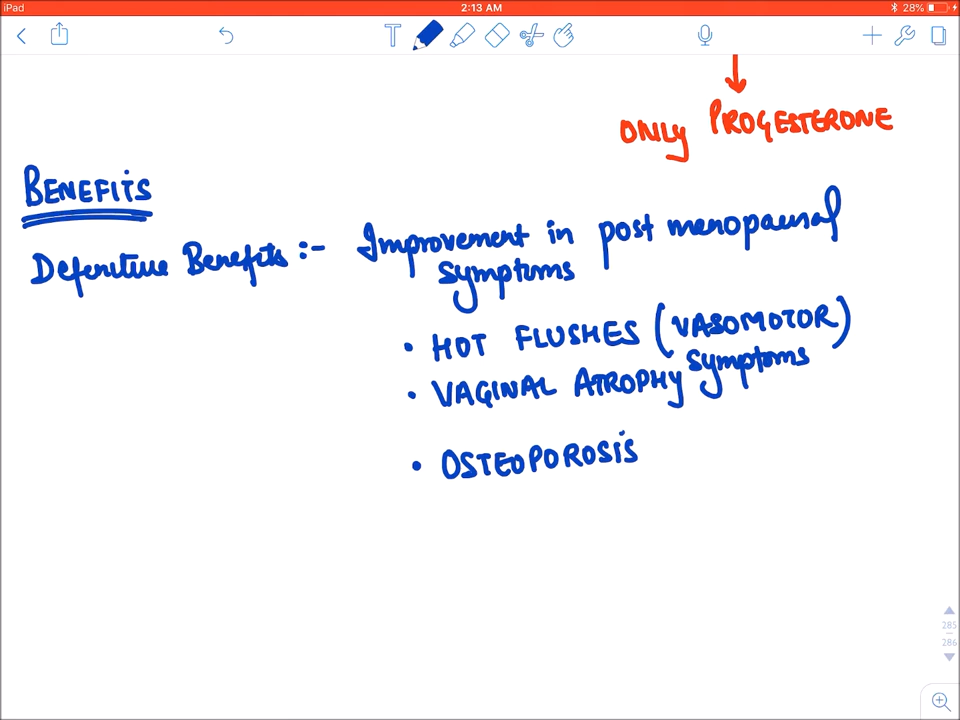 iPad 2:13 AM 28%
T
ONLY PROGESTERONE
BENEFITS
Defenitive Benefits :- Improvement in post menopausal
symptoms
• HOT FLUSHES (VASOMOTOR)
symptoms
• VAGINAL ATROPHY
• OSTEOPOROSIS
285
286